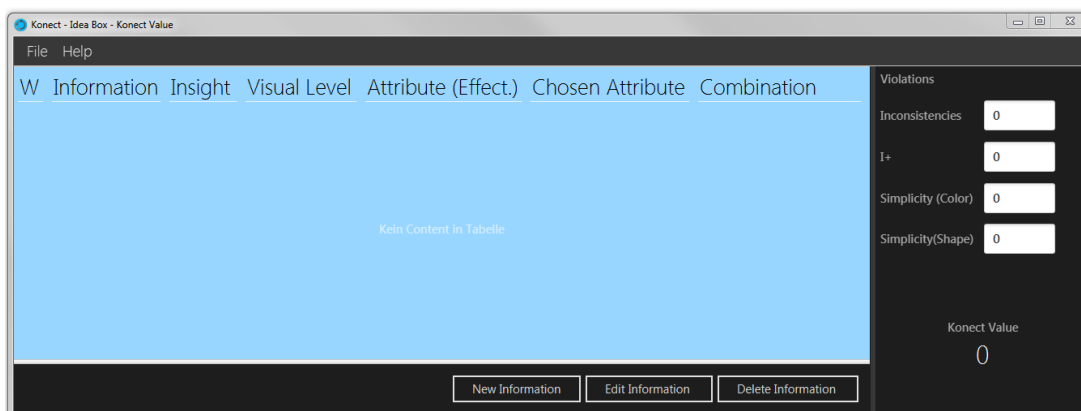 Konect - Idea Box - Konect Value
File Help
W Information Insight Visual Level Attribute (Effect.) Chosen Attribute Combination
Kein Content in Tabelle
New Information Edit Information Delete Information
Violations
Inconsistencies 0
I+ 0
Simplicity (Color) 0
Simplicity(Shape) 0
Konect Value
0